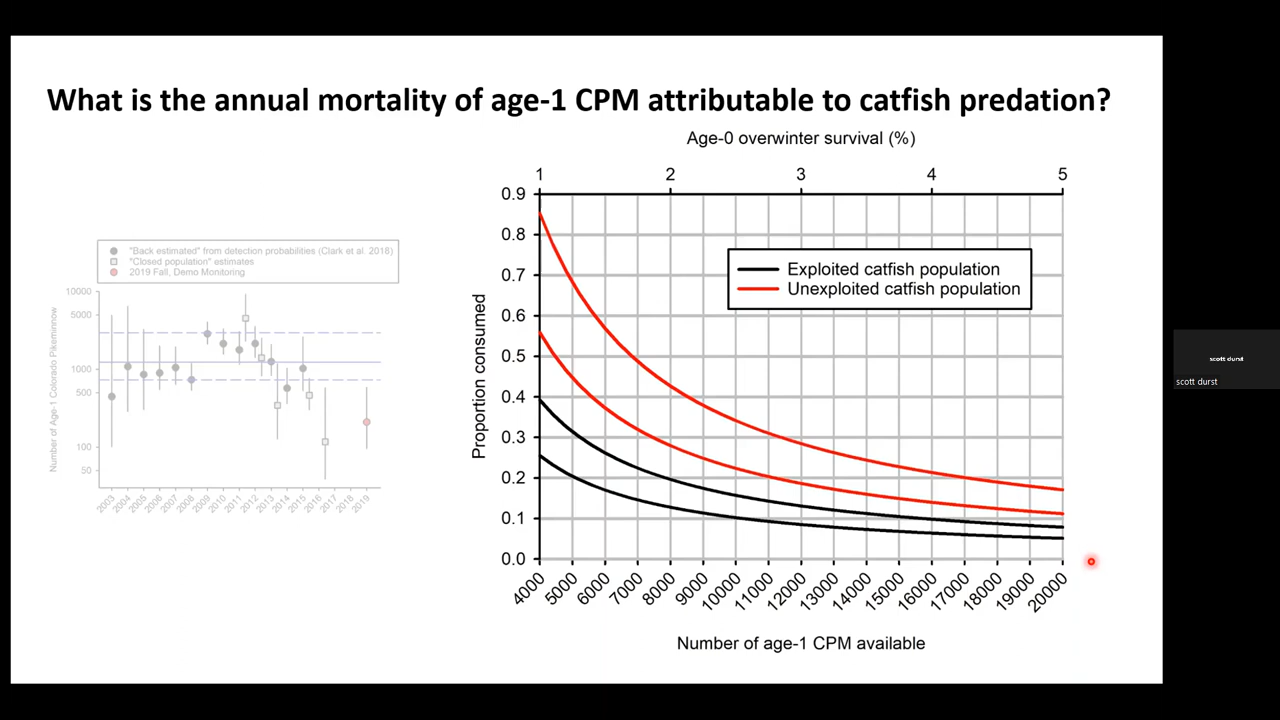 What is the annual mortality of age-1 CPM attributable to catfish predation?
Age-0 overwinter survival (%)
1 2 3 4 5
0.9
0.8
0.7
0.6
0.5
0.4
0.3
0.2
0.1
0.0
Proportion consumed
Exploited catfish population
Unexploited catfish population
4000 5000 6000 7000 8000 9000 10000 11000 12000 13000 14000 15000 16000 17000 18000 19000 20000
Number of age-1 CPM available
"Back estimated" from detection probabilities (Clark et al. 2018)
"Closed population" estimates
2019 Fall, Demo Monitoring
10000
5000
1000
500
100
50
Number of Age-1 Colorado Pikeminnow
2003 2004 2005 2006 2007 2008 2009 2010 2011 2012 2013 2014 2015 2016 2017 2018 2019
scott durst
scott durst